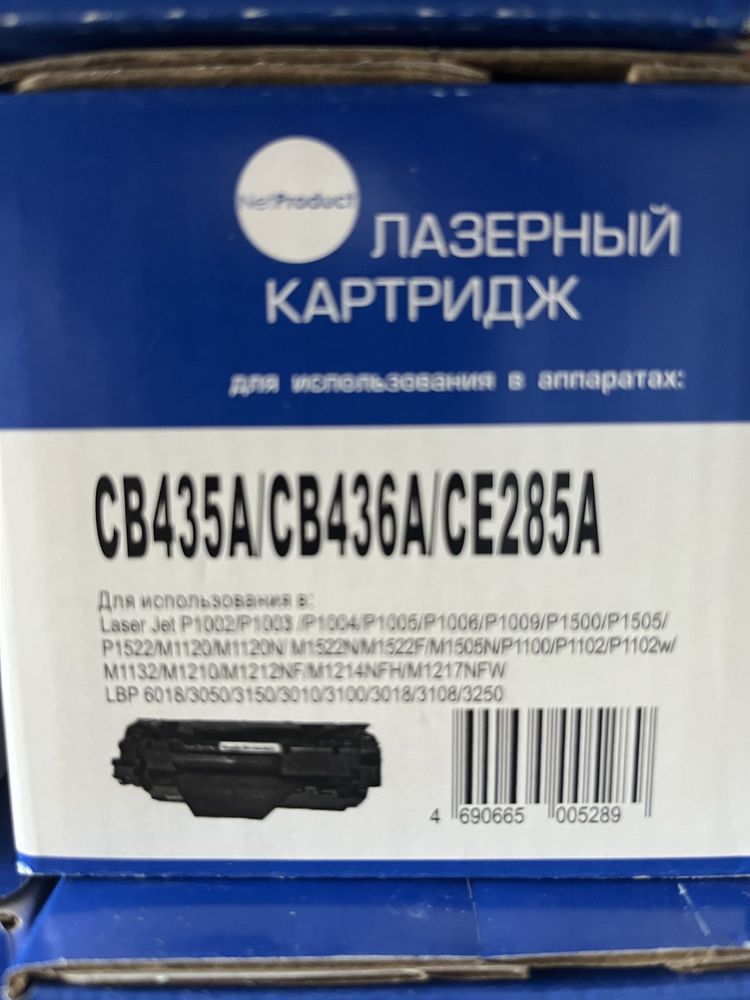 NetProduct
ЛАЗЕРНЫЙ
КАРТРИДЖ
для использования в аппаратах:
CB435A/CB436A/CE285A
Для использования в:
Laser Jet P1002/P1003 /P1004/P1005/P1006/P1009/P1500/P1505/
P1522/M1120/M1120N/ M1522N/M1522F/M1505N/P1100/P1102/P1102w/
M1132/M1210/M1212NF/M1214NFH/M1217NFW
LBP 6018/3050/3150/3010/3100/3018/3108/3250
4 690665 005289